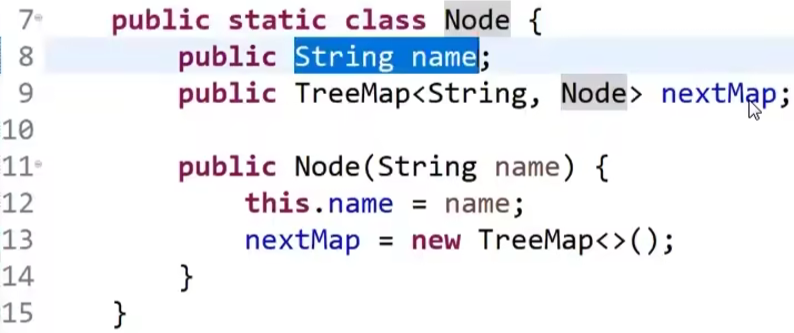 7 public static class Node {
8 public String name;
9 public TreeMap<String, Node> nextMap;
10
11 public Node(String name) {
12 this.name = name;
13 nextMap = new TreeMap<>();
14 }
15 }